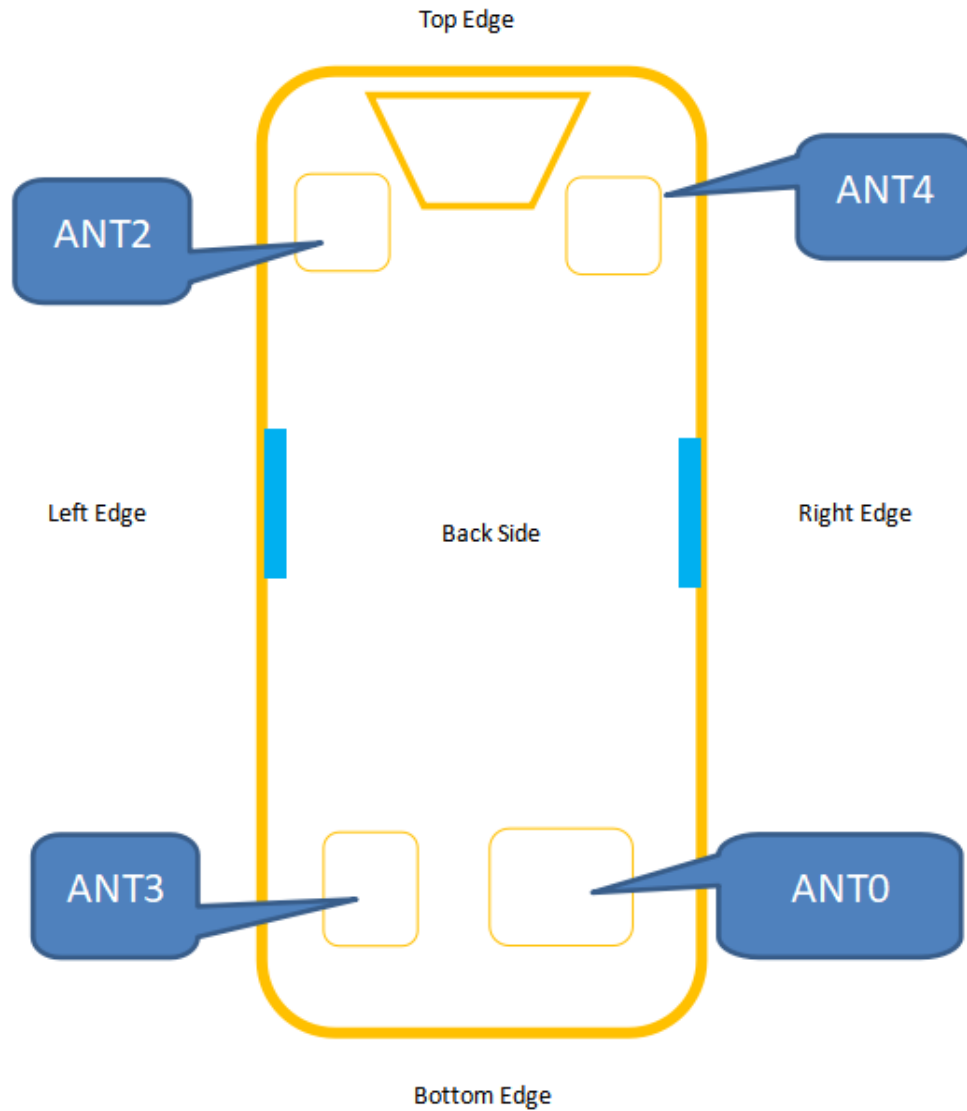 Top Edge
ANT2
ANT4
Left Edge
Back Side
Right Edge
ANT3
ANT0
Bottom Edge